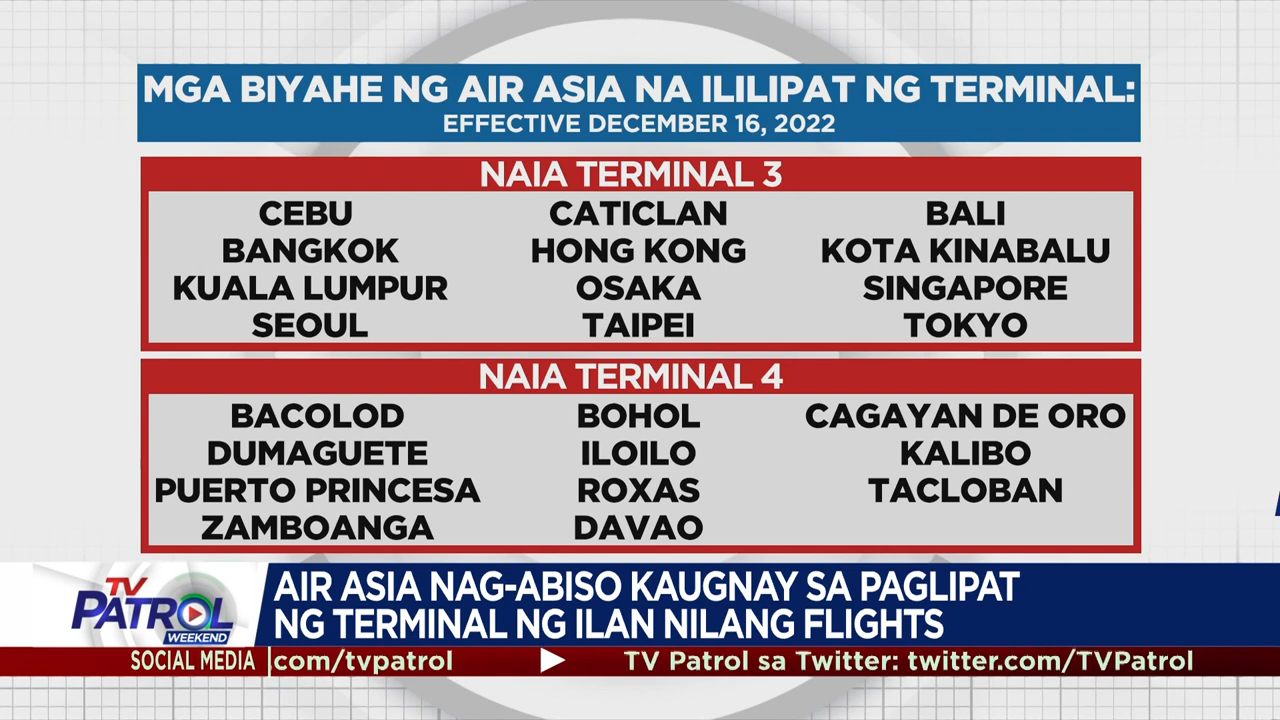 MGA BIYAHE NG AIR ASIA NA ILILIPAT NG TERMINAL:
EFFECTIVE DECEMBER 16, 2022
NAIA TERMINAL 3
CEBU CATICLAN BALI
BANGKOK HONG KONG KOTA KINABALU
KUALA LUMPUR OSAKA SINGAPORE
SEOUL TAIPEI TOKYO
NAIA TERMINAL 4
BACOLOD BOHOL CAGAYAN DE ORO
DUMAGUETE ILOILO KALIBO
PUERTO PRINCESA ROXAS TACLOBAN
ZAMBOANGA DAVAO
TV
PATROL
WEEKEND
AIR ASIA NAG-ABISO KAUGNAY SA PAGLIPAT
NG TERMINAL NG ILAN NILANG FLIGHTS
SOCIAL MEDIA com/tvpatrol TV Patrol sa Twitter: twitter.com/TVPatrol